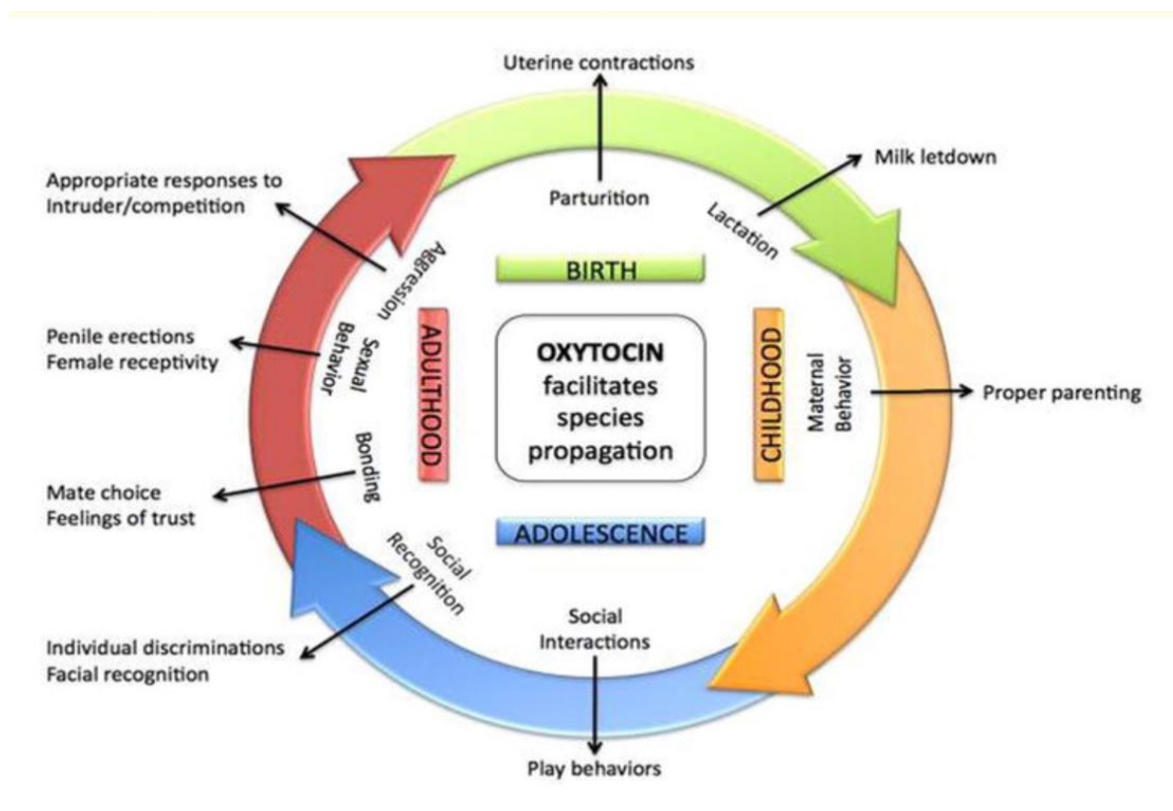 Uterine contractions
Milk letdown
Parturition
Lactation
Appropriate responses to
Intruder/competition
Aggression
BIRTH
Penile erections
Female receptivity
Sexual
Behavior
ADULTHOOD
OXYTOCIN
facilitates
species
propagation
CHILDHOOD
Maternal
Behavior
Proper parenting
Mate choice
Feelings of trust
Bonding
ADOLESCENCE
Social
Recognition
Individual discriminations
Facial recognition
Social
Interactions
Play behaviors